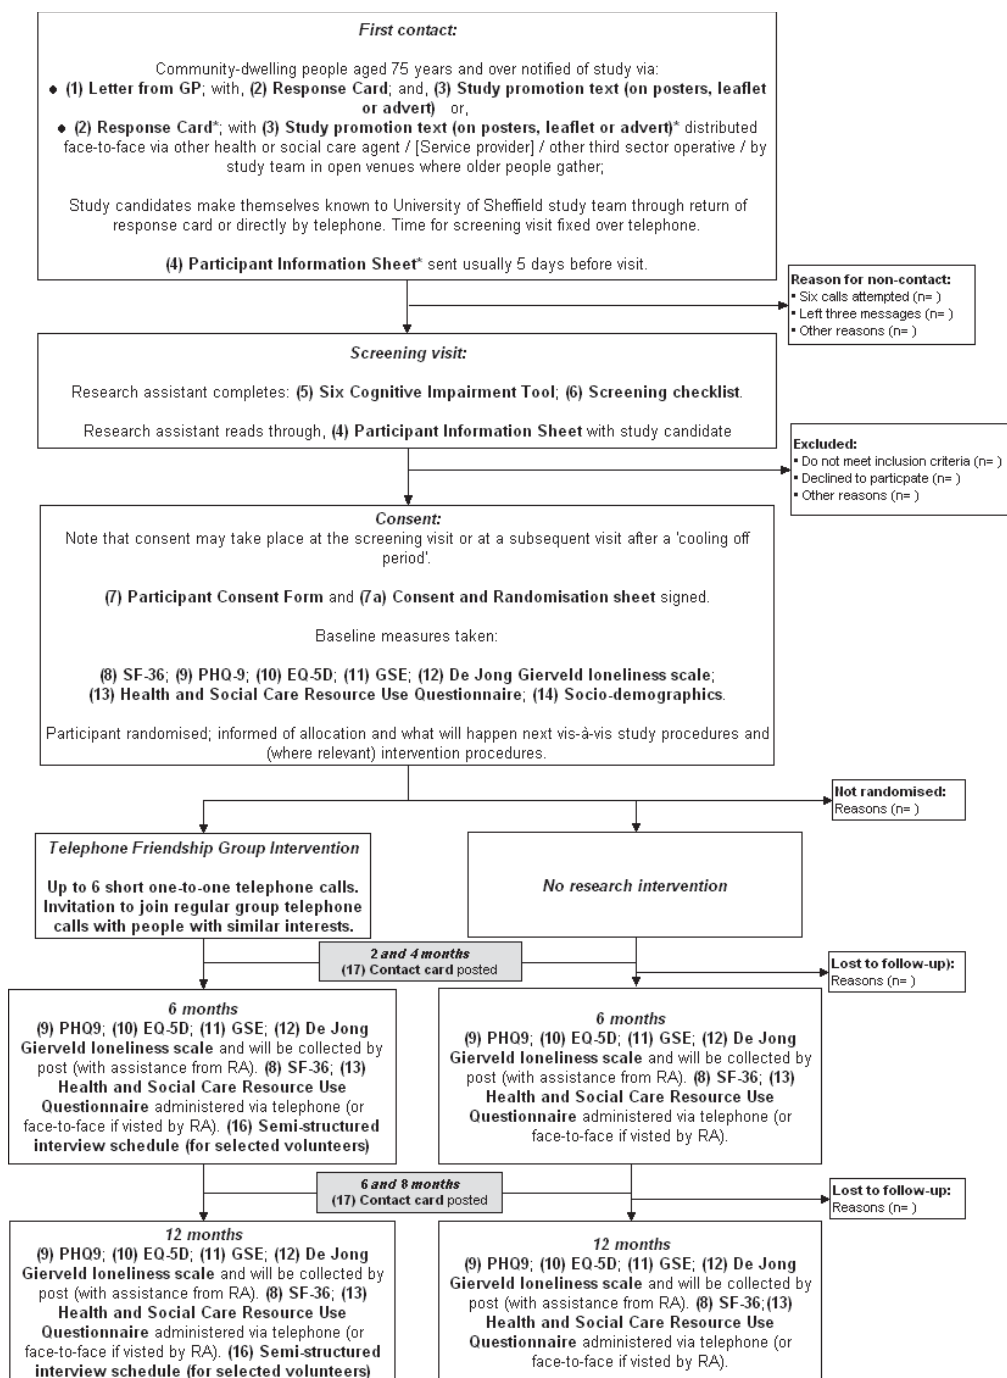 First contact:
Community-dwelling people aged 75 years and over notified of study via:
● (1) Letter from GP; with, (2) Response Card; and, (3) Study promotion text (on posters, leaflet
or advert) or,
● (2) Response Card*; with (3) Study promotion text (on posters, leaflet or advert)* distributed
face-to-face via other health or social care agent / [Service provider] / other third sector operative / by
study team in open venues where older people gather;
Study candidates make themselves known to University of Sheffield study team through return of
response card or directly by telephone. Time for screening visit fixed over telephone.
(4) Participant Information Sheet* sent usually 5 days before visit.
Reason for non-contact:
▪ Six calls attempted (n= )
▪ Left three messages (n= )
▪ Other reasons (n= )
Screening visit:
Research assistant completes: (5) Six Cognitive Impairment Tool; (6) Screening checklist.
Research assistant reads through, (4) Participant Information Sheet with study candidate
Excluded:
▪ Do not meet inclusion criteria (n= )
▪ Declined to particpate (n= )
▪ Other reasons (n= )
Consent:
Note that consent may take place at the screening visit or at a subsequent visit after a 'cooling off
period'.
(7) Participant Consent Form and (7a) Consent and Randomisation sheet signed.
Baseline measures taken:
(8) SF-36; (9) PHQ-9; (10) EQ-5D; (11) GSE; (12) De Jong Gierveld loneliness scale;
(13) Health and Social Care Resource Use Questionnaire; (14) Socio-demographics.
Participant randomised; informed of allocation and what will happen next vis-à-vis study procedures and
(where relevant) intervention procedures.
Not randomised:
Reasons (n= )
Telephone Friendship Group Intervention
Up to 6 short one-to-one telephone calls.
Invitation to join regular group telephone
calls with people with similar interests.
No research intervention
2 and 4 months
(17) Contact card posted
Lost to follow-up):
Reasons (n= )
6 months
(9) PHQ9; (10) EQ-5D; (11) GSE; (12) De Jong
Gierveld loneliness scale and will be collected by
post (with assistance from RA). (8) SF-36; (13)
Health and Social Care Resource Use
Questionnaire administered via telephone (or
face-to-face if visted by RA). (16) Semi-structured
interview schedule (for selected volunteers)
6 months
(9) PHQ9; (10) EQ-5D; (11) GSE; (12) De Jong
Gierveld loneliness scale and will be collected by
post (with assistance from RA). (8) SF-36; (13)
Health and Social Care Resource Use
Questionnaire administered via telephone (or
face-to-face if visted by RA).
6 and 8 months
(17) Contact card posted
Lost to follow-up:
Reasons (n= )
12 months
(9) PHQ9; (10) EQ-5D; (11) GSE; (12) De Jong
Gierveld loneliness scale and will be collected by
post (with assistance from RA). (8) SF-36; (13)
Health and Social Care Resource Use
Questionnaire administered via telephone (or
face-to-face if visted by RA). (16) Semi-structured
interview schedule (for selected volunteers)
12 months
(9) PHQ9; (10) EQ-5D; (11) GSE; (12) De Jong
Gierveld loneliness scale and will be collected by
post (with assistance from RA). (8) SF-36;(13)
Health and Social Care Resource Use
Questionnaire administered via telephone (or
face-to-face if visted by RA).